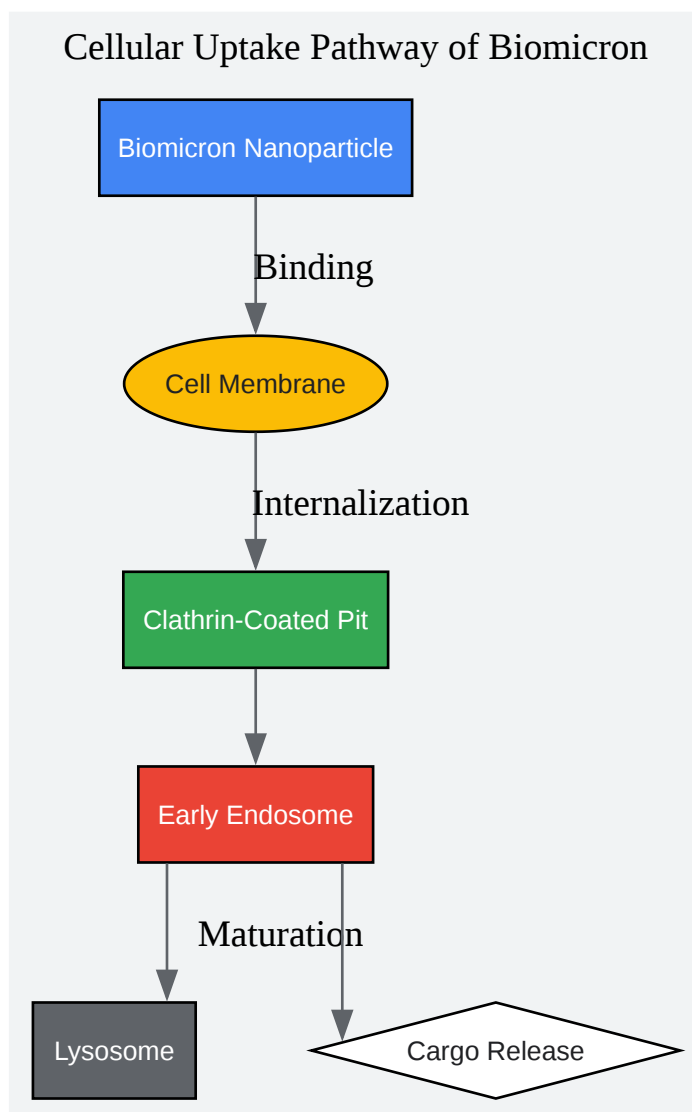 Cellular Uptake Pathway of Biomicron
Biomicron Nanoparticle
Binding
Cell Membrane
Internalization
Clathrin-Coated Pit
Early Endosome
Maturation
Lysosome
Cargo Release